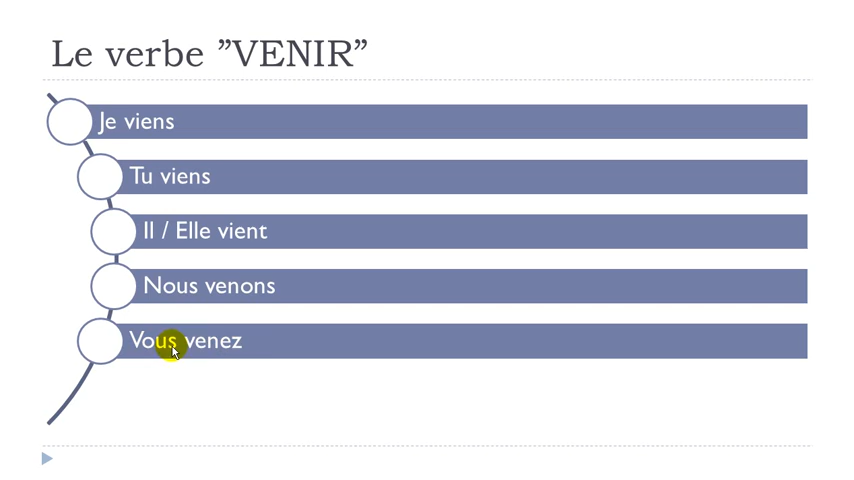 Le verbe ”VENIR”
Je viens
Tu viens
Il / Elle vient
Nous venons
Vous venez